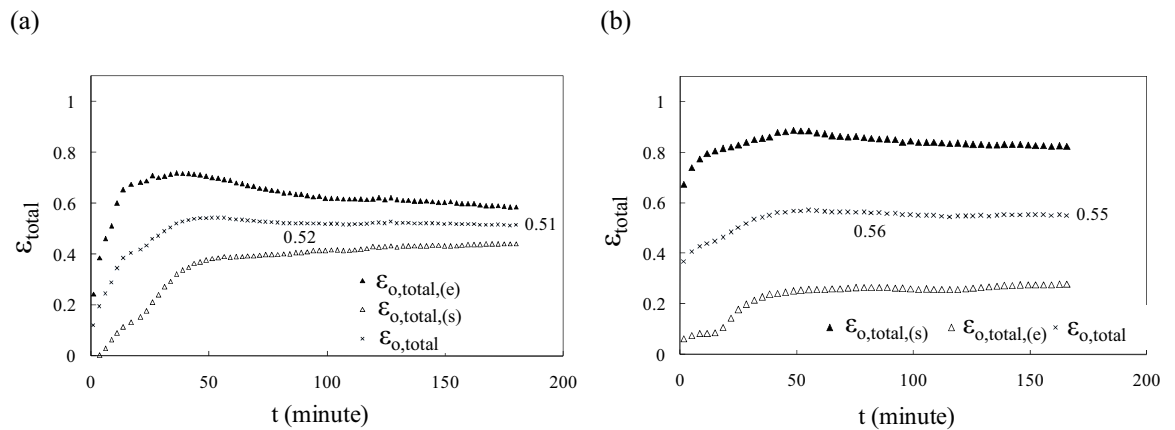 (a)
ε_total
1
0.8
0.6
0.4
0.2
0
0.51
0.52
▲ ε_o,total,(e)
△ ε_o,total,(s)
× ε_o,total
0 50 100 150 200
t (minute)
(b)
ε_total
1
0.8
0.6
0.4
0.2
0
0.55
0.56
▲ ε_o,total,(s) △ ε_o,total,(e) × ε_o,total
0 50 100 150 200
t (minute)